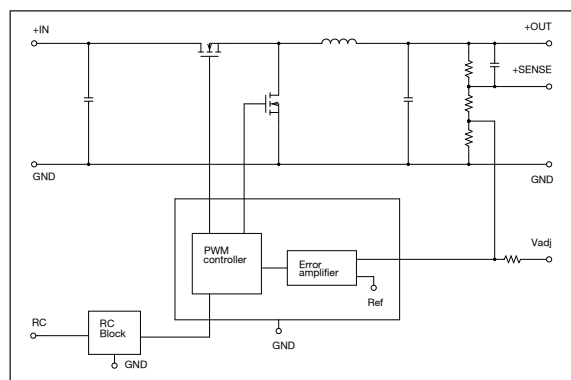 +IN
+OUT
+SENSE
GND
GND
PWM
controller
Error
amplifier
Vadj
Ref
RC
RC
Block
GND
GND